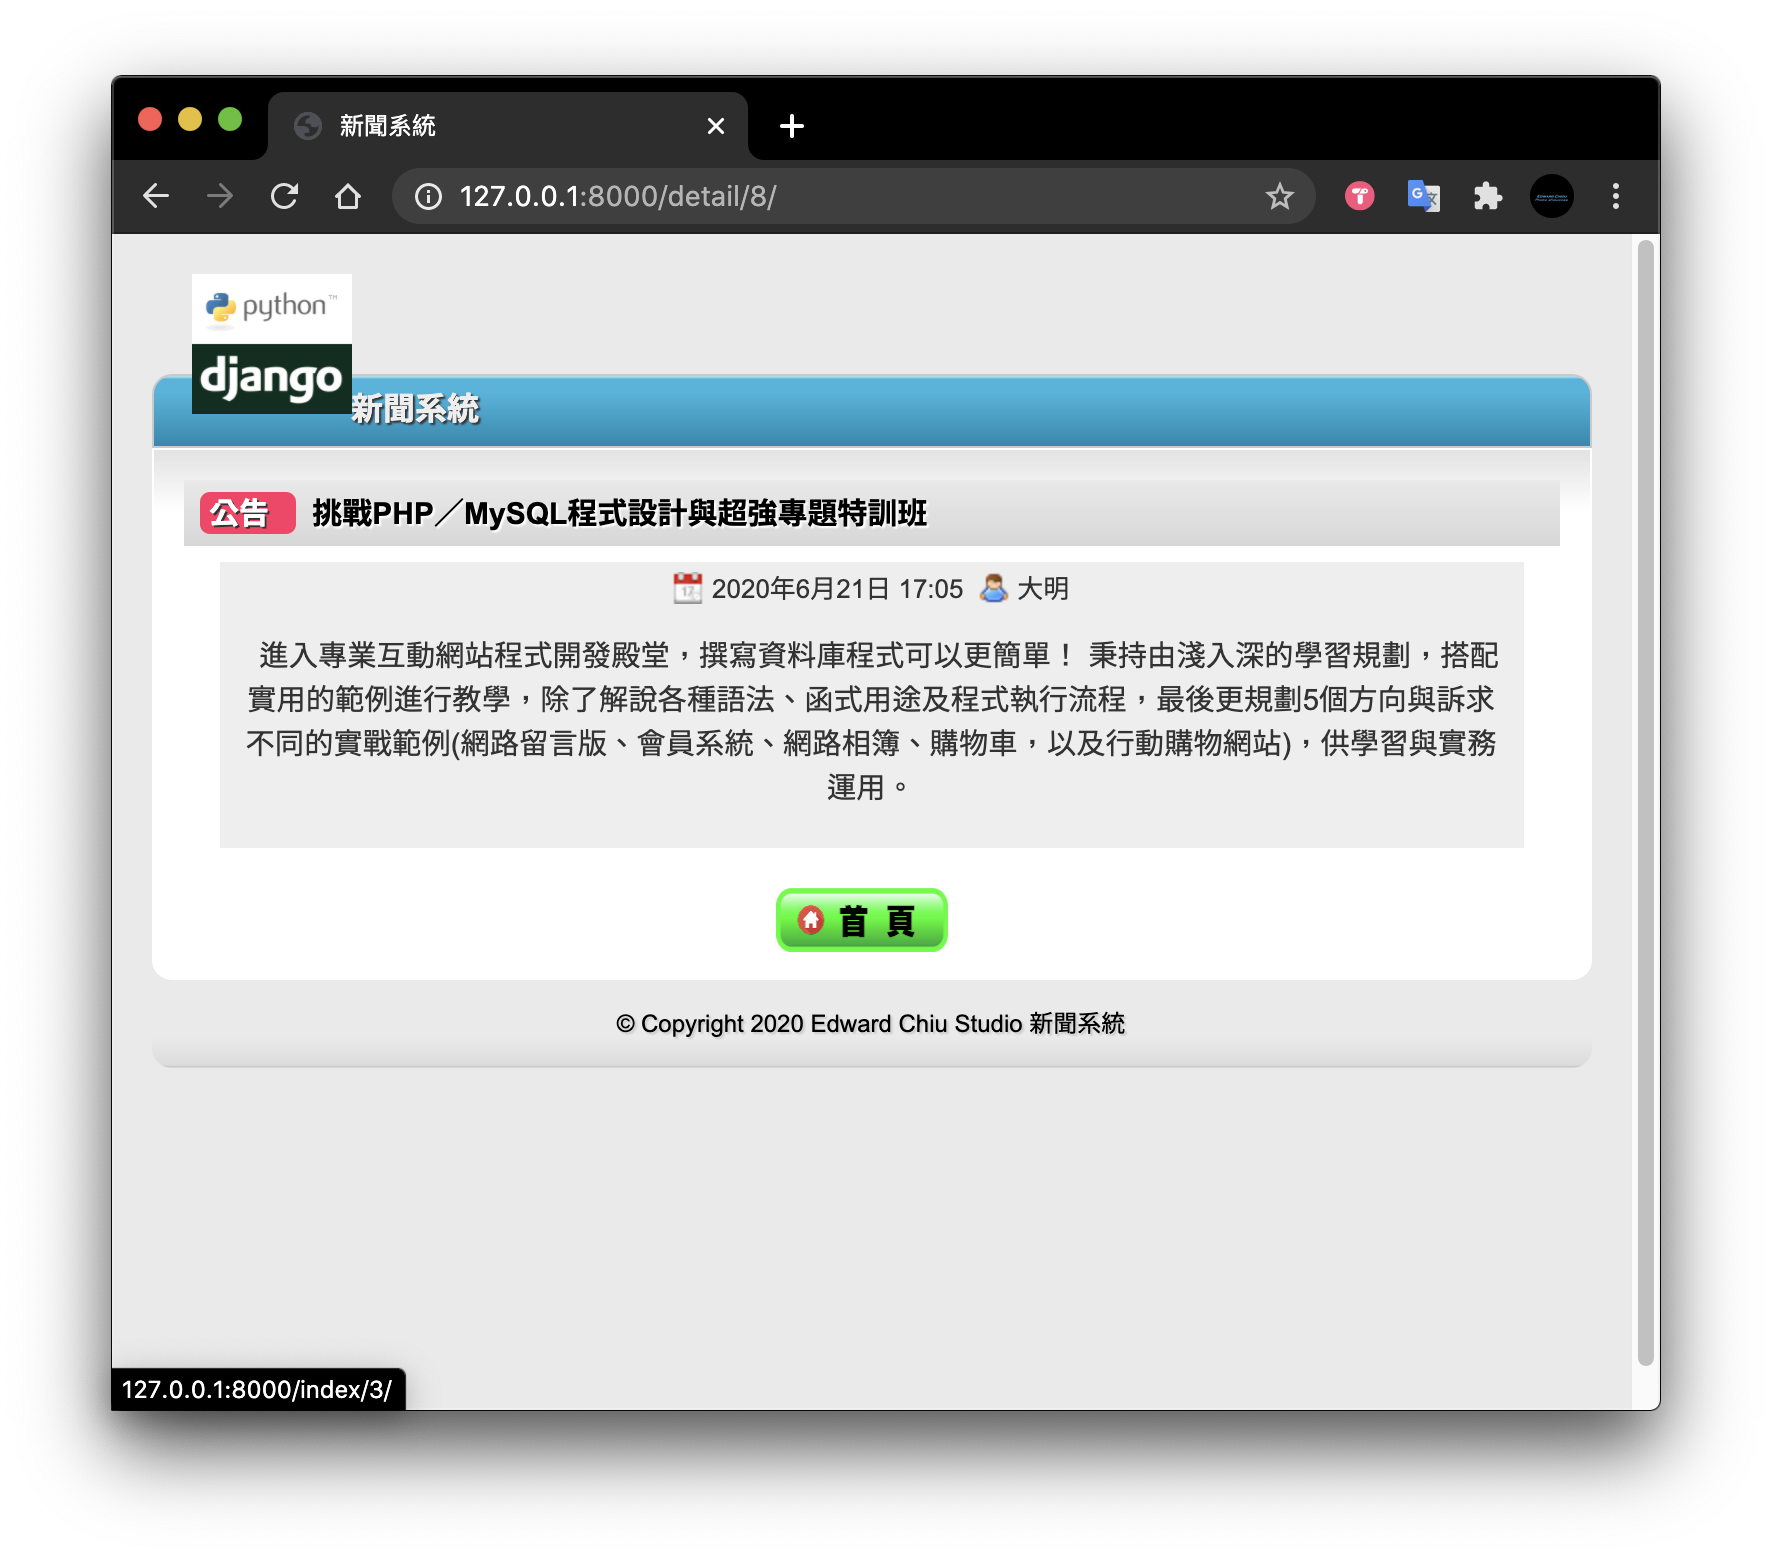 新聞系統
127.0.0.1:8000/detail/8/
python™
django
新聞系統
公告 挑戰PHP／MySQL程式設計與超強專題特訓班
2020年6月21日 17:05 大明
進入專業互動網站程式開發殿堂，撰寫資料庫程式可以更簡單！ 秉持由淺入深的學習規劃，搭配
實用的範例進行教學，除了解說各種語法、函式用途及程式執行流程，最後更規劃5個方向與訴求
不同的實戰範例(網路留言版、會員系統、網路相簿、購物車，以及行動購物網站)，供學習與實務
運用。
首 頁
© Copyright 2020 Edward Chiu Studio 新聞系統
127.0.0.1:8000/index/3/